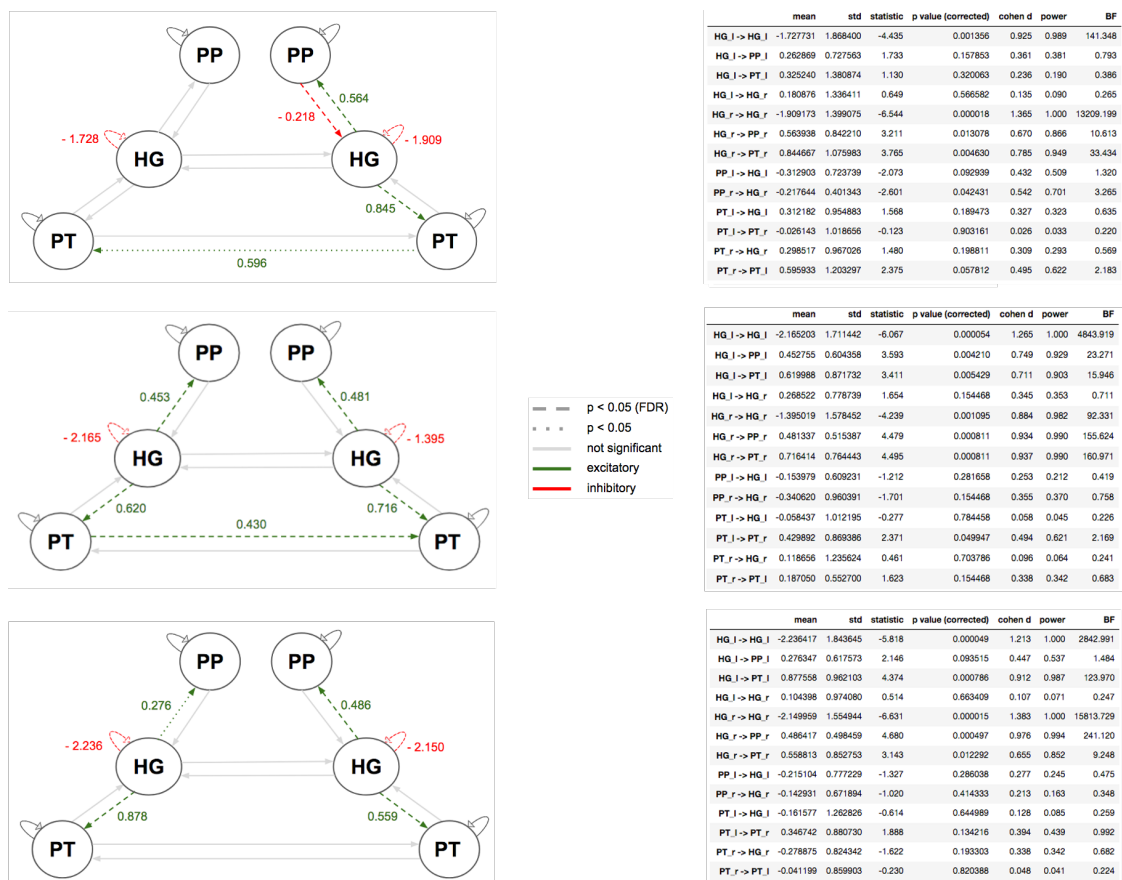 PP PP
0.564
- 0.218
- 1.728 - 1.909
HG HG
0.845
PT PT
0.596
mean std statistic p value (corrected) cohen d power BF
HG_l -> HG_l -1.727731 1.868400 -4.435 0.001356 0.925 0.989 141.348
HG_l -> PP_l 0.262869 0.727563 1.733 0.157853 0.361 0.381 0.793
HG_l -> PT_l 0.325240 1.380874 1.130 0.320063 0.236 0.190 0.386
HG_l -> HG_r 0.180876 1.336411 0.649 0.566582 0.135 0.090 0.265
HG_r -> HG_r -1.909173 1.399075 -6.544 0.000018 1.365 1.000 13209.199
HG_r -> PP_r 0.563938 0.842210 3.211 0.013078 0.670 0.866 10.613
HG_r -> PT_r 0.844667 1.075983 3.765 0.004630 0.785 0.949 33.434
PP_l -> HG_l -0.312903 0.723739 -2.073 0.092939 0.432 0.509 1.320
PP_r -> HG_r -0.217644 0.401343 -2.601 0.042431 0.542 0.701 3.265
PT_l -> HG_l 0.312182 0.954883 1.568 0.189473 0.327 0.323 0.635
PT_l -> PT_r -0.026143 1.018656 -0.123 0.903161 0.026 0.033 0.220
PT_r -> HG_r 0.298517 0.967026 1.480 0.198811 0.309 0.293 0.569
PT_r -> PT_l 0.595933 1.203297 2.375 0.057812 0.495 0.622 2.183
PP PP
0.453 0.481
- 2.165 - 1.395
HG HG
0.620 0.716
0.430
PT PT
p < 0.05 (FDR)
p < 0.05
not significant
excitatory
inhibitory
mean std statistic p value (corrected) cohen d power BF
HG_l -> HG_l -2.165203 1.711442 -6.067 0.000054 1.265 1.000 4843.919
HG_l -> PP_l 0.452755 0.604358 3.593 0.004210 0.749 0.929 23.271
HG_l -> PT_l 0.619988 0.871732 3.411 0.005429 0.711 0.903 15.946
HG_l -> HG_r 0.268522 0.778739 1.654 0.154468 0.345 0.353 0.711
HG_r -> HG_r -1.395019 1.578452 -4.239 0.001095 0.884 0.982 92.331
HG_r -> PP_r 0.481337 0.515387 4.479 0.000811 0.934 0.990 155.624
HG_r -> PT_r 0.716414 0.764443 4.495 0.000811 0.937 0.990 160.971
PP_l -> HG_l -0.153979 0.609231 -1.212 0.281658 0.253 0.212 0.419
PP_r -> HG_r -0.340620 0.960391 -1.701 0.154468 0.355 0.370 0.758
PT_l -> HG_l -0.058437 1.012195 -0.277 0.784458 0.058 0.045 0.226
PT_l -> PT_r 0.429892 0.869386 2.371 0.049947 0.494 0.621 2.169
PT_r -> HG_r 0.118656 1.235624 0.461 0.703786 0.096 0.064 0.241
PT_r -> PT_l 0.187050 0.552700 1.623 0.154468 0.338 0.342 0.683
PP PP
0.276 0.486
- 2.236 - 2.150
HG HG
0.878 0.559
PT PT
mean std statistic p value (corrected) cohen d power BF
HG_l -> HG_l -2.236417 1.843645 -5.818 0.000049 1.213 1.000 2842.991
HG_l -> PP_l 0.276347 0.617573 2.146 0.093515 0.447 0.537 1.484
HG_l -> PT_l 0.877558 0.962103 4.374 0.000786 0.912 0.987 123.970
HG_l -> HG_r 0.104398 0.974080 0.514 0.663409 0.107 0.071 0.247
HG_r -> HG_r -2.149959 1.554944 -6.631 0.000015 1.383 1.000 15813.729
HG_r -> PP_r 0.486417 0.498459 4.680 0.000497 0.976 0.994 241.120
HG_r -> PT_r 0.558813 0.852753 3.143 0.012292 0.655 0.852 9.248
PP_l -> HG_l -0.215104 0.777229 -1.327 0.286038 0.277 0.245 0.475
PP_r -> HG_r -0.142931 0.671894 -1.020 0.414333 0.213 0.163 0.348
PT_l -> HG_l -0.161577 1.262826 -0.614 0.644989 0.128 0.085 0.259
PT_l -> PT_r 0.346742 0.880730 1.888 0.134216 0.394 0.439 0.992
PT_r -> HG_r -0.278875 0.824342 -1.622 0.193303 0.338 0.342 0.682
PT_r -> PT_l -0.041199 0.859903 -0.230 0.820388 0.048 0.041 0.224